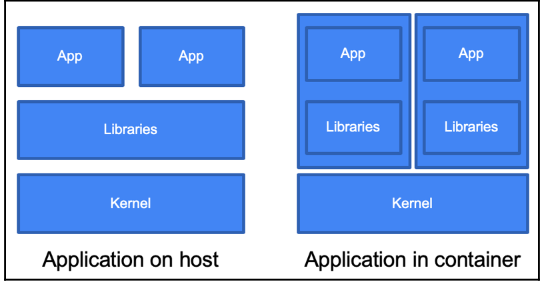 App
App
Libraries
Kernel
Application on host
App
App
Libraries
Libraries
Kernel
Application in container